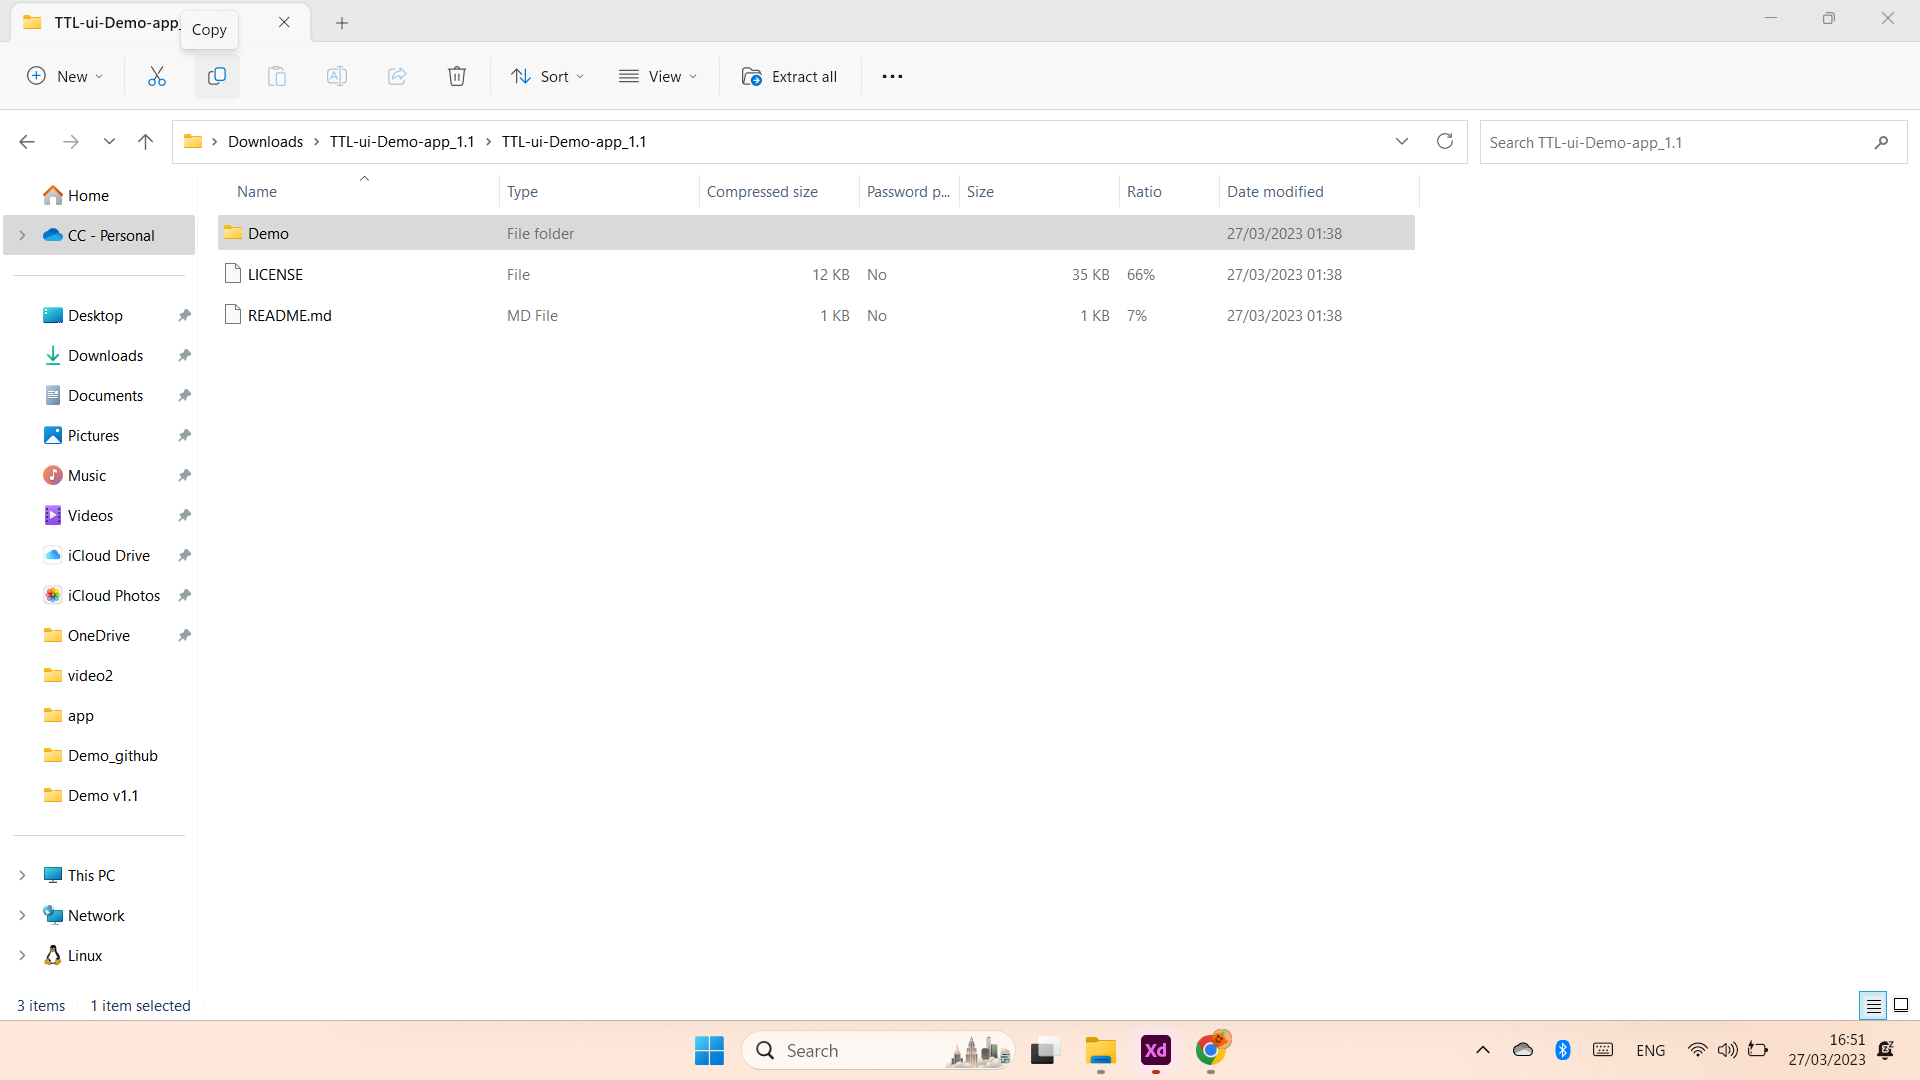 TTL-ui-Demo-app_
Copy
New
Sort
View
Extract all
Downloads
TTL-ui-Demo-app_1.1
TTL-ui-Demo-app_1.1
Search TTL-ui-Demo-app_1.1
Home
CC - Personal
Desktop
Downloads
Documents
Pictures
Music
Videos
iCloud Drive
iCloud Photos
OneDrive
video2
app
Demo_github
Demo v1.1
This PC
Network
Linux
Name Type Compressed size Password p... Size Ratio Date modified
Demo File folder 27/03/2023 01:38
LICENSE File 12 KB No 35 KB 66% 27/03/2023 01:38
README.md MD File 1 KB No 1 KB 7% 27/03/2023 01:38
3 items 1 item selected
Search
Xd
ENG
16:51
27/03/2023